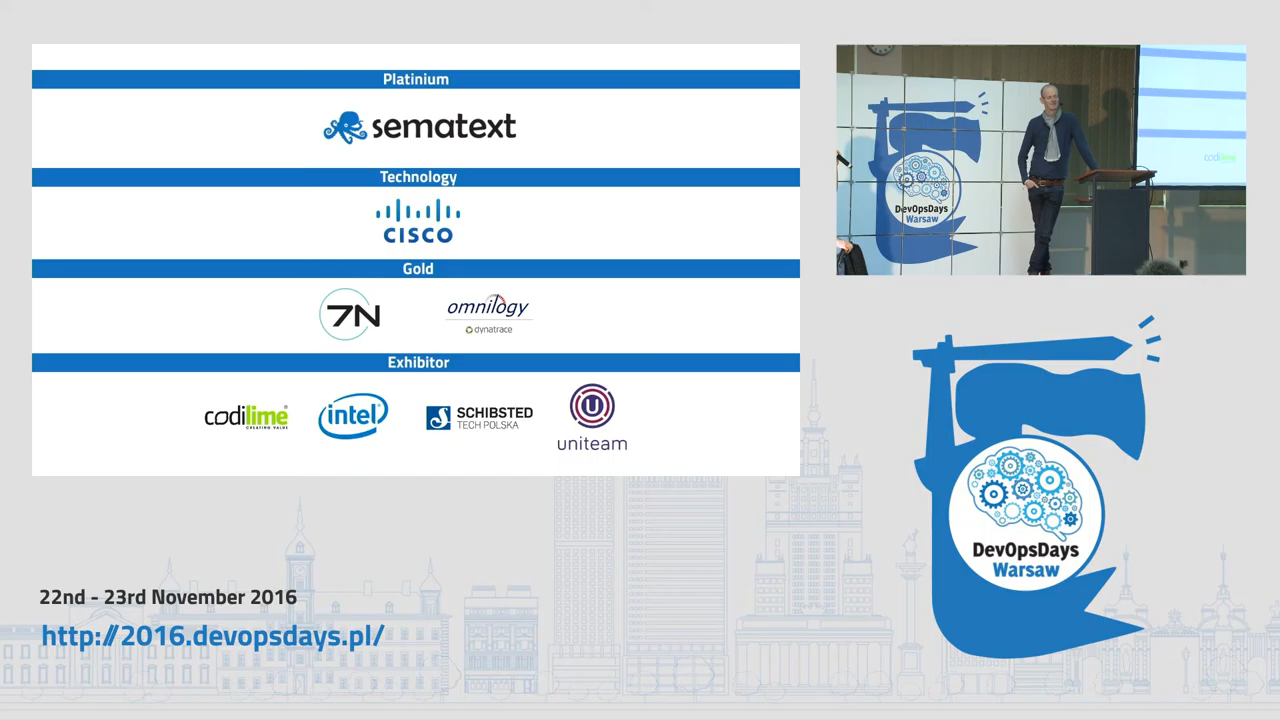 Platinium
sematext
Technology
CISCO
Gold
7N
omnilogy
dynatrace
Exhibitor
codilime
CREATING VALUE
intel
SCHIBSTED
TECH POLSKA
U
uniteam
DevOpsDays
Warsaw
codilime
DevOpsDays
Warsaw
22nd - 23rd November 2016
http://2016.devopsdays.pl/